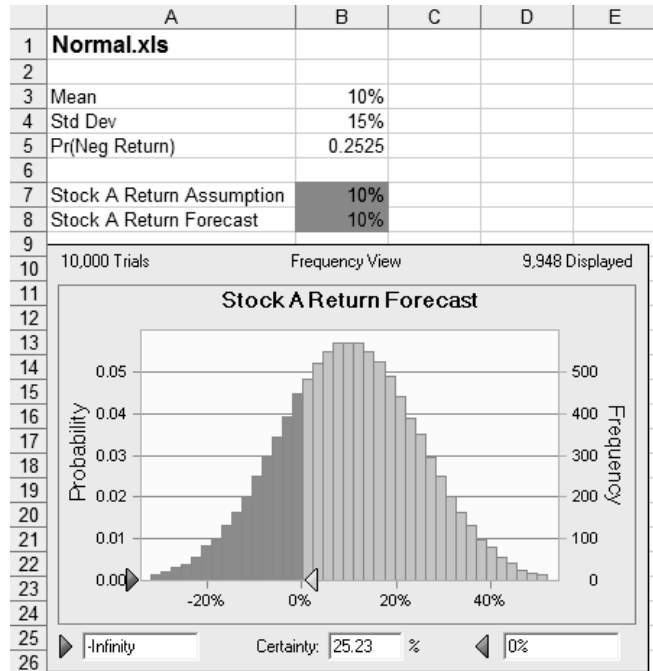 A B C D E
1 Normal.xls
2
3 Mean 10%
4 Std Dev 15%
5 Pr(Neg Return) 0.2525
6
7 Stock A Return Assumption 10%
8 Stock A Return Forecast 10%
9
10 10,000 Trials Frequency View 9,948 Displayed
11 Stock A Return Forecast
12
13
14 0.05 500
15
16 0.04 400
17 0.03 300
18
19 0.02 200
20
21 0.01 100
22
23 0.00 0
Probability
Frequency
-20% 0% 20% 40%
24
25 -Infinity Certainty: 25.23 % 0%
26